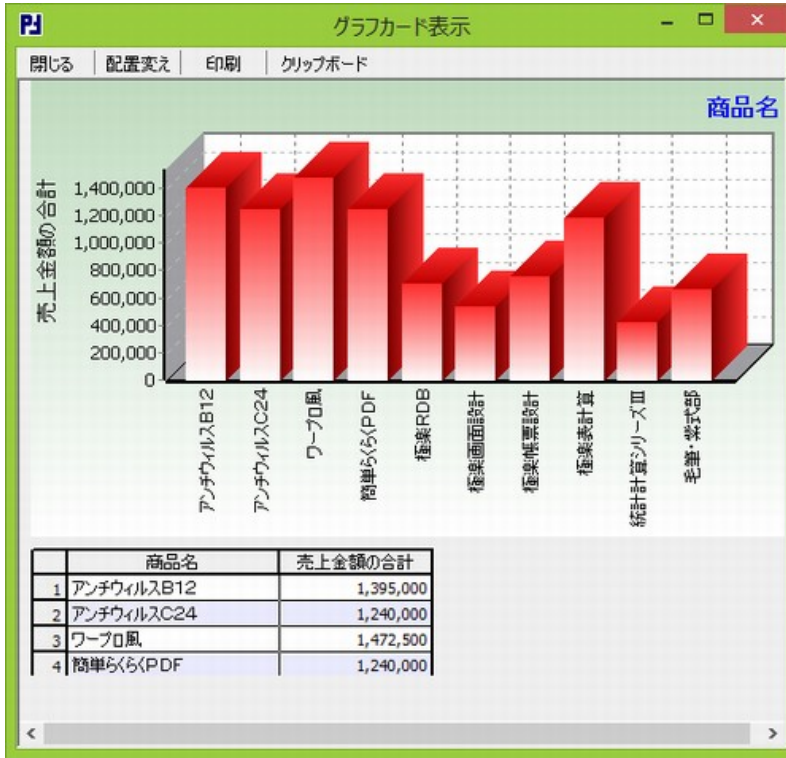 グラフカード表示
閉じる 配置変え 印刷 クリップボード
商品名
売上金額の合計
1,400,000
1,200,000
1,000,000
800,000
600,000
400,000
200,000
0
アンチウィルスB12
アンチウィルスC24
ワープロ風
簡単らくらくPDF
極楽RDB
極楽画面設計
極楽帳票設計
極楽表計算
統計計算シリーズⅢ
毛筆・紫式部
商品名 売上金額の合計
1 アンチウィルスB12 1,395,000
2 アンチウィルスC24 1,240,000
3 ワープロ風 1,472,500
4 簡単らくらくPDF 1,240,000